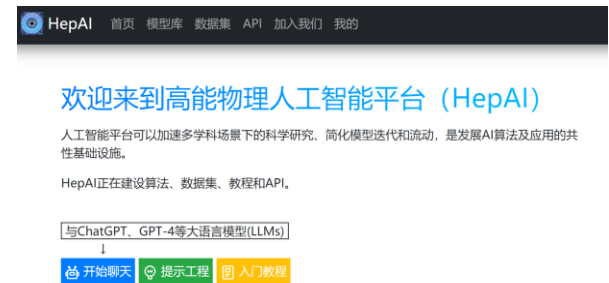 HepAI 首页 模型库 数据集 API 加入我们 我的
欢迎来到高能物理人工智能平台（HepAI）
人工智能平台可以加速多学科场景下的科学研究、简化模型迭代和流动，是发展AI算法及应用的共
性基础设施。
HepAI正在建设算法、数据集、教程和API。
与ChatGPT、GPT-4等大语言模型(LLMs)
↓
开始聊天 提示工程 入门教程